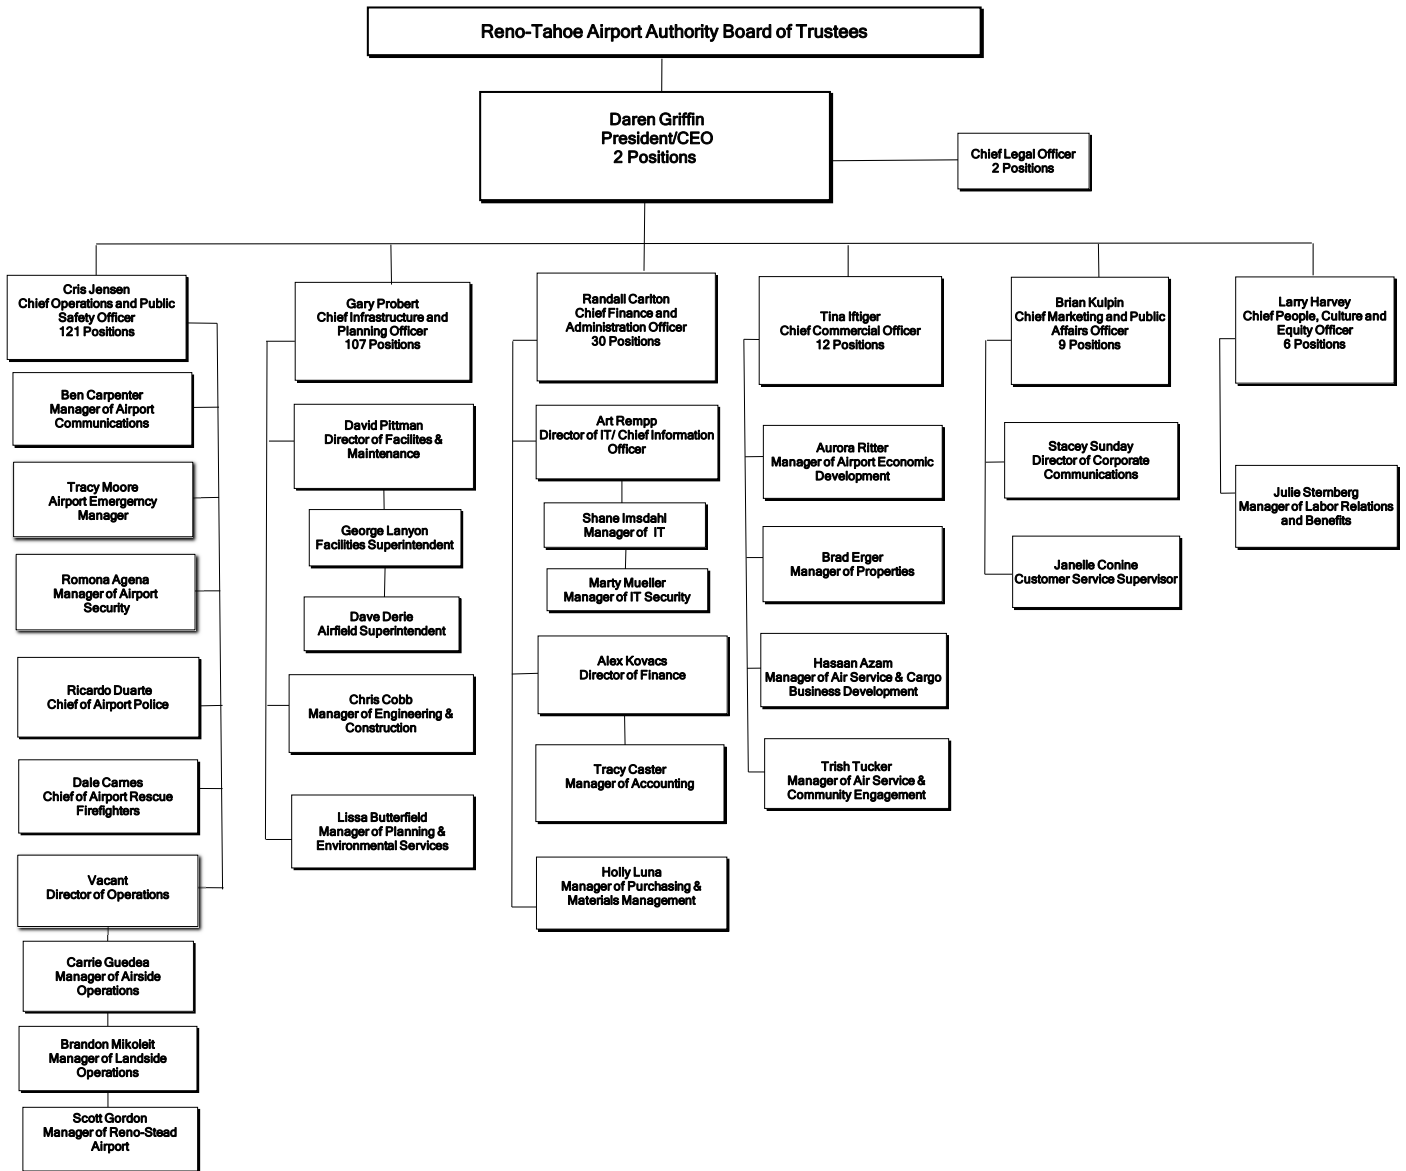 Reno-Tahoe Airport Authority Board of Trustees
Daren Griffin
President/CEO
2 Positions
Chief Legal Officer
2 Positions
Cris Jensen
Chief Operations and Public
Safety Officer
121 Positions
Ben Carpenter
Manager of Airport
Communications
Tracy Moore
Airport Emergerncy
Manager
Romona Agena
Manager of Airport
Security
Ricardo Duarte
Chief of Airport Police
Dale Carnes
Chief of Airport Rescue
Firefighters
Vacant
Director of Operations
Carrie Guedea
Manager of Airside
Operations
Brandon Mikoleit
Manager of Landside
Operations
Scott Gordon
Manager of Reno-Stead
Airport
Gary Probert
Chief Infrastructure and
Planning Officer
107 Positions
David Pittman
Director of Facilites &
Maintenance
George Lanyon
Facilities Superintendent
Dave Derie
Airfield Superintendent
Chris Cobb
Manager of Engineering &
Construction
Lissa Butterfield
Manager of Planning &
Environmental Services
Randall Carlton
Chief Finance and
Administration Officer
30 Positions
Art Rempp
Director of IT/ Chief Information
Officer
Shane Imsdahl
Manager of IT
Marty Mueller
Manager of IT Security
Alex Kovacs
Director of Finance
Tracy Caster
Manager of Accounting
Holly Luna
Manager of Purchasing &
Materials Management
Tina Iftiger
Chief Commercial Officer
12 Positions
Aurora Ritter
Manager of Airport Economic
Development
Brad Erger
Manager of Properties
Hasaan Azam
Manager of Air Service & Cargo
Business Development
Trish Tucker
Manager of Air Service &
Community Engagement
Brian Kulpin
Chief Marketing and Public
Affairs Officer
9 Positions
Stacey Sunday
Director of Corporate
Communications
Janelle Conine
Customer Service Supervisor
Larry Harvey
Chief People, Culture and
Equity Officer
6 Positions
Julie Sternberg
Manager of Labor Relations
and Benefits